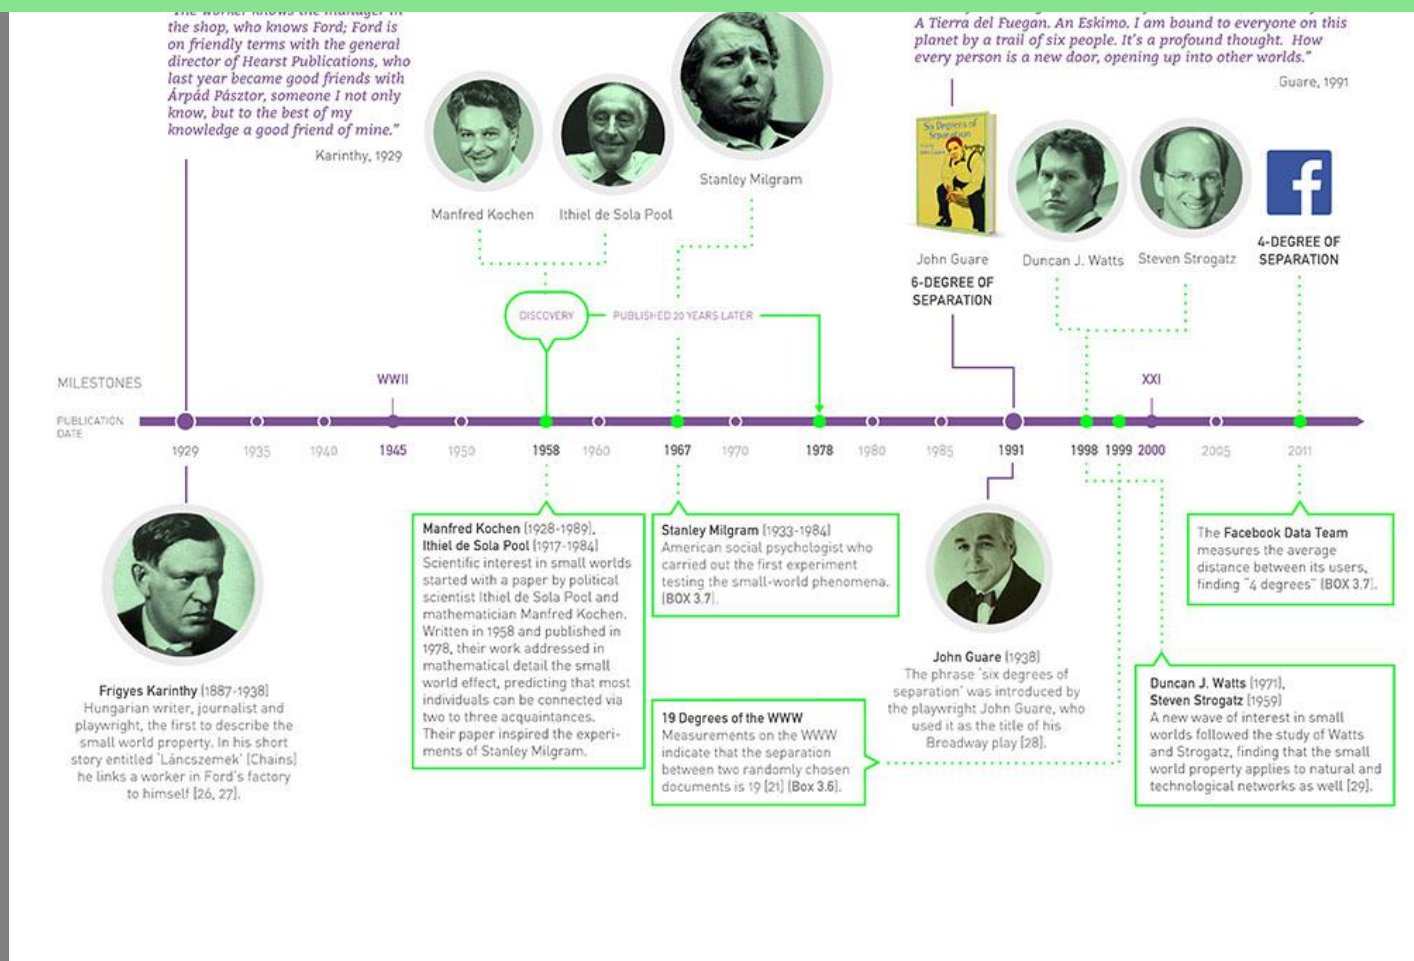 "The worker knows the manager in
the shop, who knows Ford; Ford is
on friendly terms with the general
director of Hearst Publications, who
last year became good friends with
Árpád Pásztor, someone I not only
know, but to the best of my
knowledge a good friend of mine."
Karinthy, 1929
A Tierra del Fuegan. An Eskimo. I am bound to everyone on this
planet by a trail of six people. It's a profound thought. How
every person is a new door, opening up into other worlds."
Guare, 1991
Manfred Kochen
Ithiel de Sola Pool
Stanley Milgram
Six Degrees of
Separation
John Guare
John Guare
6-DEGREE OF
SEPARATION
Duncan J. Watts
Steven Strogatz
f
4-DEGREE OF
SEPARATION
DISCOVERY
PUBLISHED 20 YEARS LATER
MILESTONES
WWII
XXI
PUBLICATION
DATE
1929 1935 1940 1945 1950 1958 1960 1967 1970 1978 1980 1985 1991 1998 1999 2000 2005 2011
Frigyes Karinthy (1887-1938)
Hungarian writer, journalist and
playwright, the first to describe the
small world property. In his short
story entitled 'Láncszemek' (Chains)
he links a worker in Ford's factory
to himself [26, 27].
Manfred Kochen (1928-1989),
Ithiel de Sola Pool (1917-1984)
Scientific interest in small worlds
started with a paper by political
scientist Ithiel de Sola Pool and
mathematician Manfred Kochen.
Written in 1958 and published in
1978, their work addressed in
mathematical detail the small
world effect, predicting that most
individuals can be connected via
two to three acquaintances.
Their paper inspired the experi-
ments of Stanley Milgram.
Stanley Milgram (1933-1984)
American social psychologist who
carried out the first experiment
testing the small-world phenomena.
(BOX 3.7).
19 Degrees of the WWW
Measurements on the WWW
indicate that the separation
between two randomly chosen
documents is 19 [21] (Box 3.6).
John Guare (1938)
The phrase 'six degrees of
separation' was introduced by
the playwright John Guare, who
used it as the title of his
Broadway play [28].
Duncan J. Watts (1971),
Steven Strogatz (1959)
A new wave of interest in small
worlds followed the study of Watts
and Strogatz, finding that the small
world property applies to natural and
technological networks as well [29].
The Facebook Data Team
measures the average
distance between its users,
finding "4 degrees" (BOX 3.7).